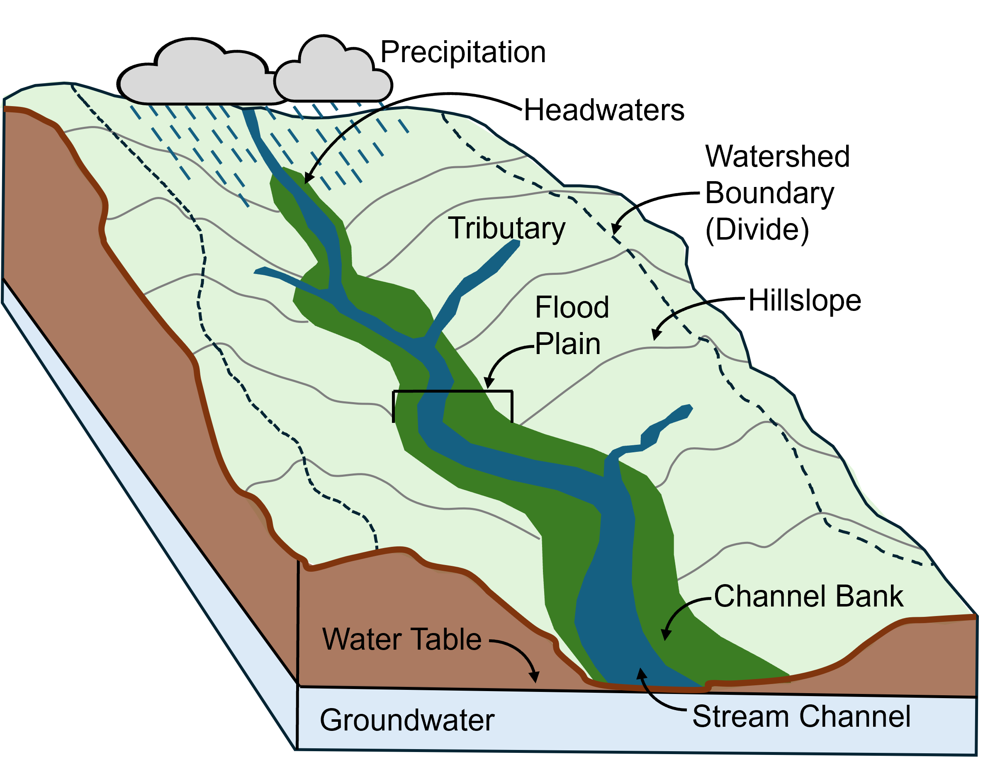 Precipitation
Headwaters
Watershed
Boundary
(Divide)
Tributary
Hillslope
Flood
Plain
Channel Bank
Water Table
Stream Channel
Groundwater